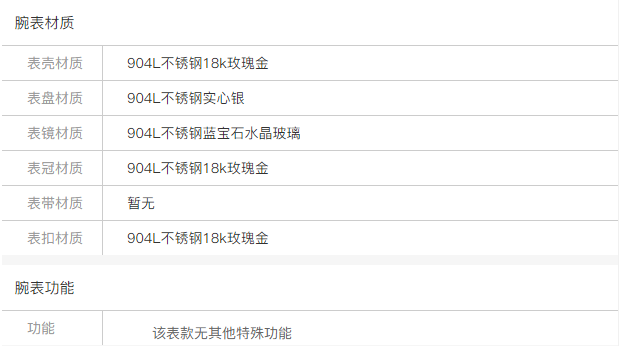 腕表材质
表壳材质 904L不锈钢18k玫瑰金
表盘材质 904L不锈钢实心银
表镜材质 904L不锈钢蓝宝石水晶玻璃
表冠材质 904L不锈钢18k玫瑰金
表带材质 暂无
表扣材质 904L不锈钢18k玫瑰金
腕表功能
功能 该表款无其他特殊功能